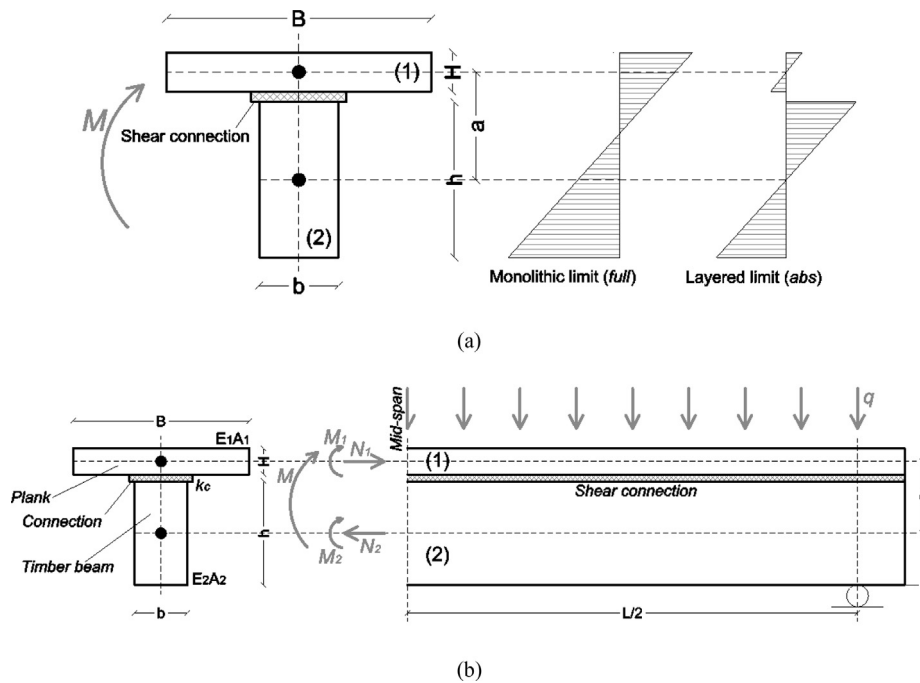 B
(1)
H
M
Shear connection
a
h
(2)
b
Monolithic limit (full)
Layered limit (abs)
(a)
B
E1A1
H
Plank
kc
Connection
h
Timber beam
E2A2
b
Mid-span
q
M1
N1
M
(1)
Shear connection
M2
N2
(2)
L/2
(b)